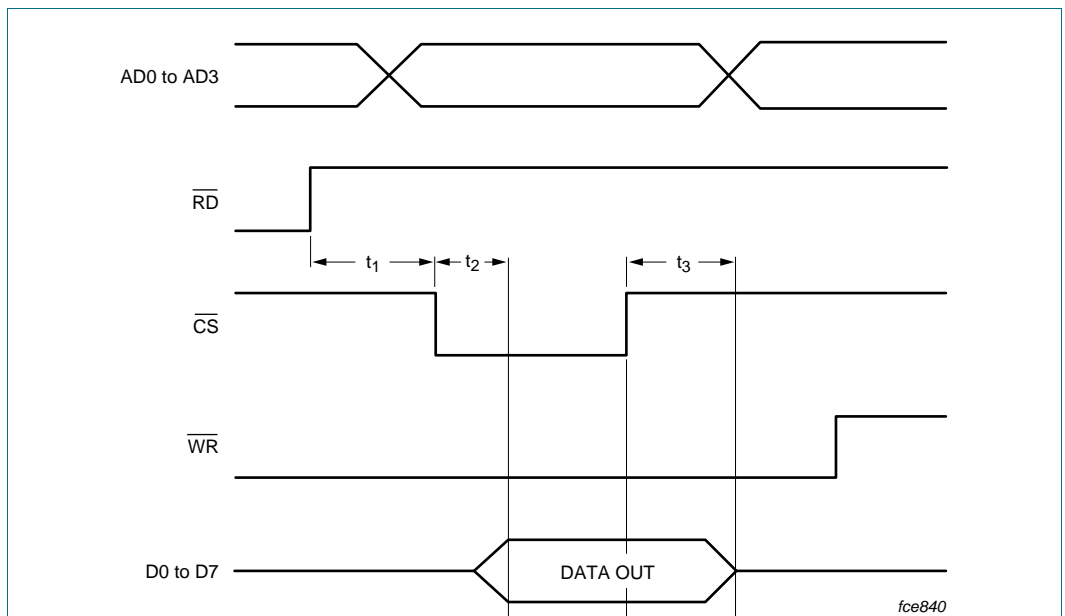 AD0 to AD3
RD
t1 t2 t3
CS
WR
D0 to D7 DATA OUT
fce840